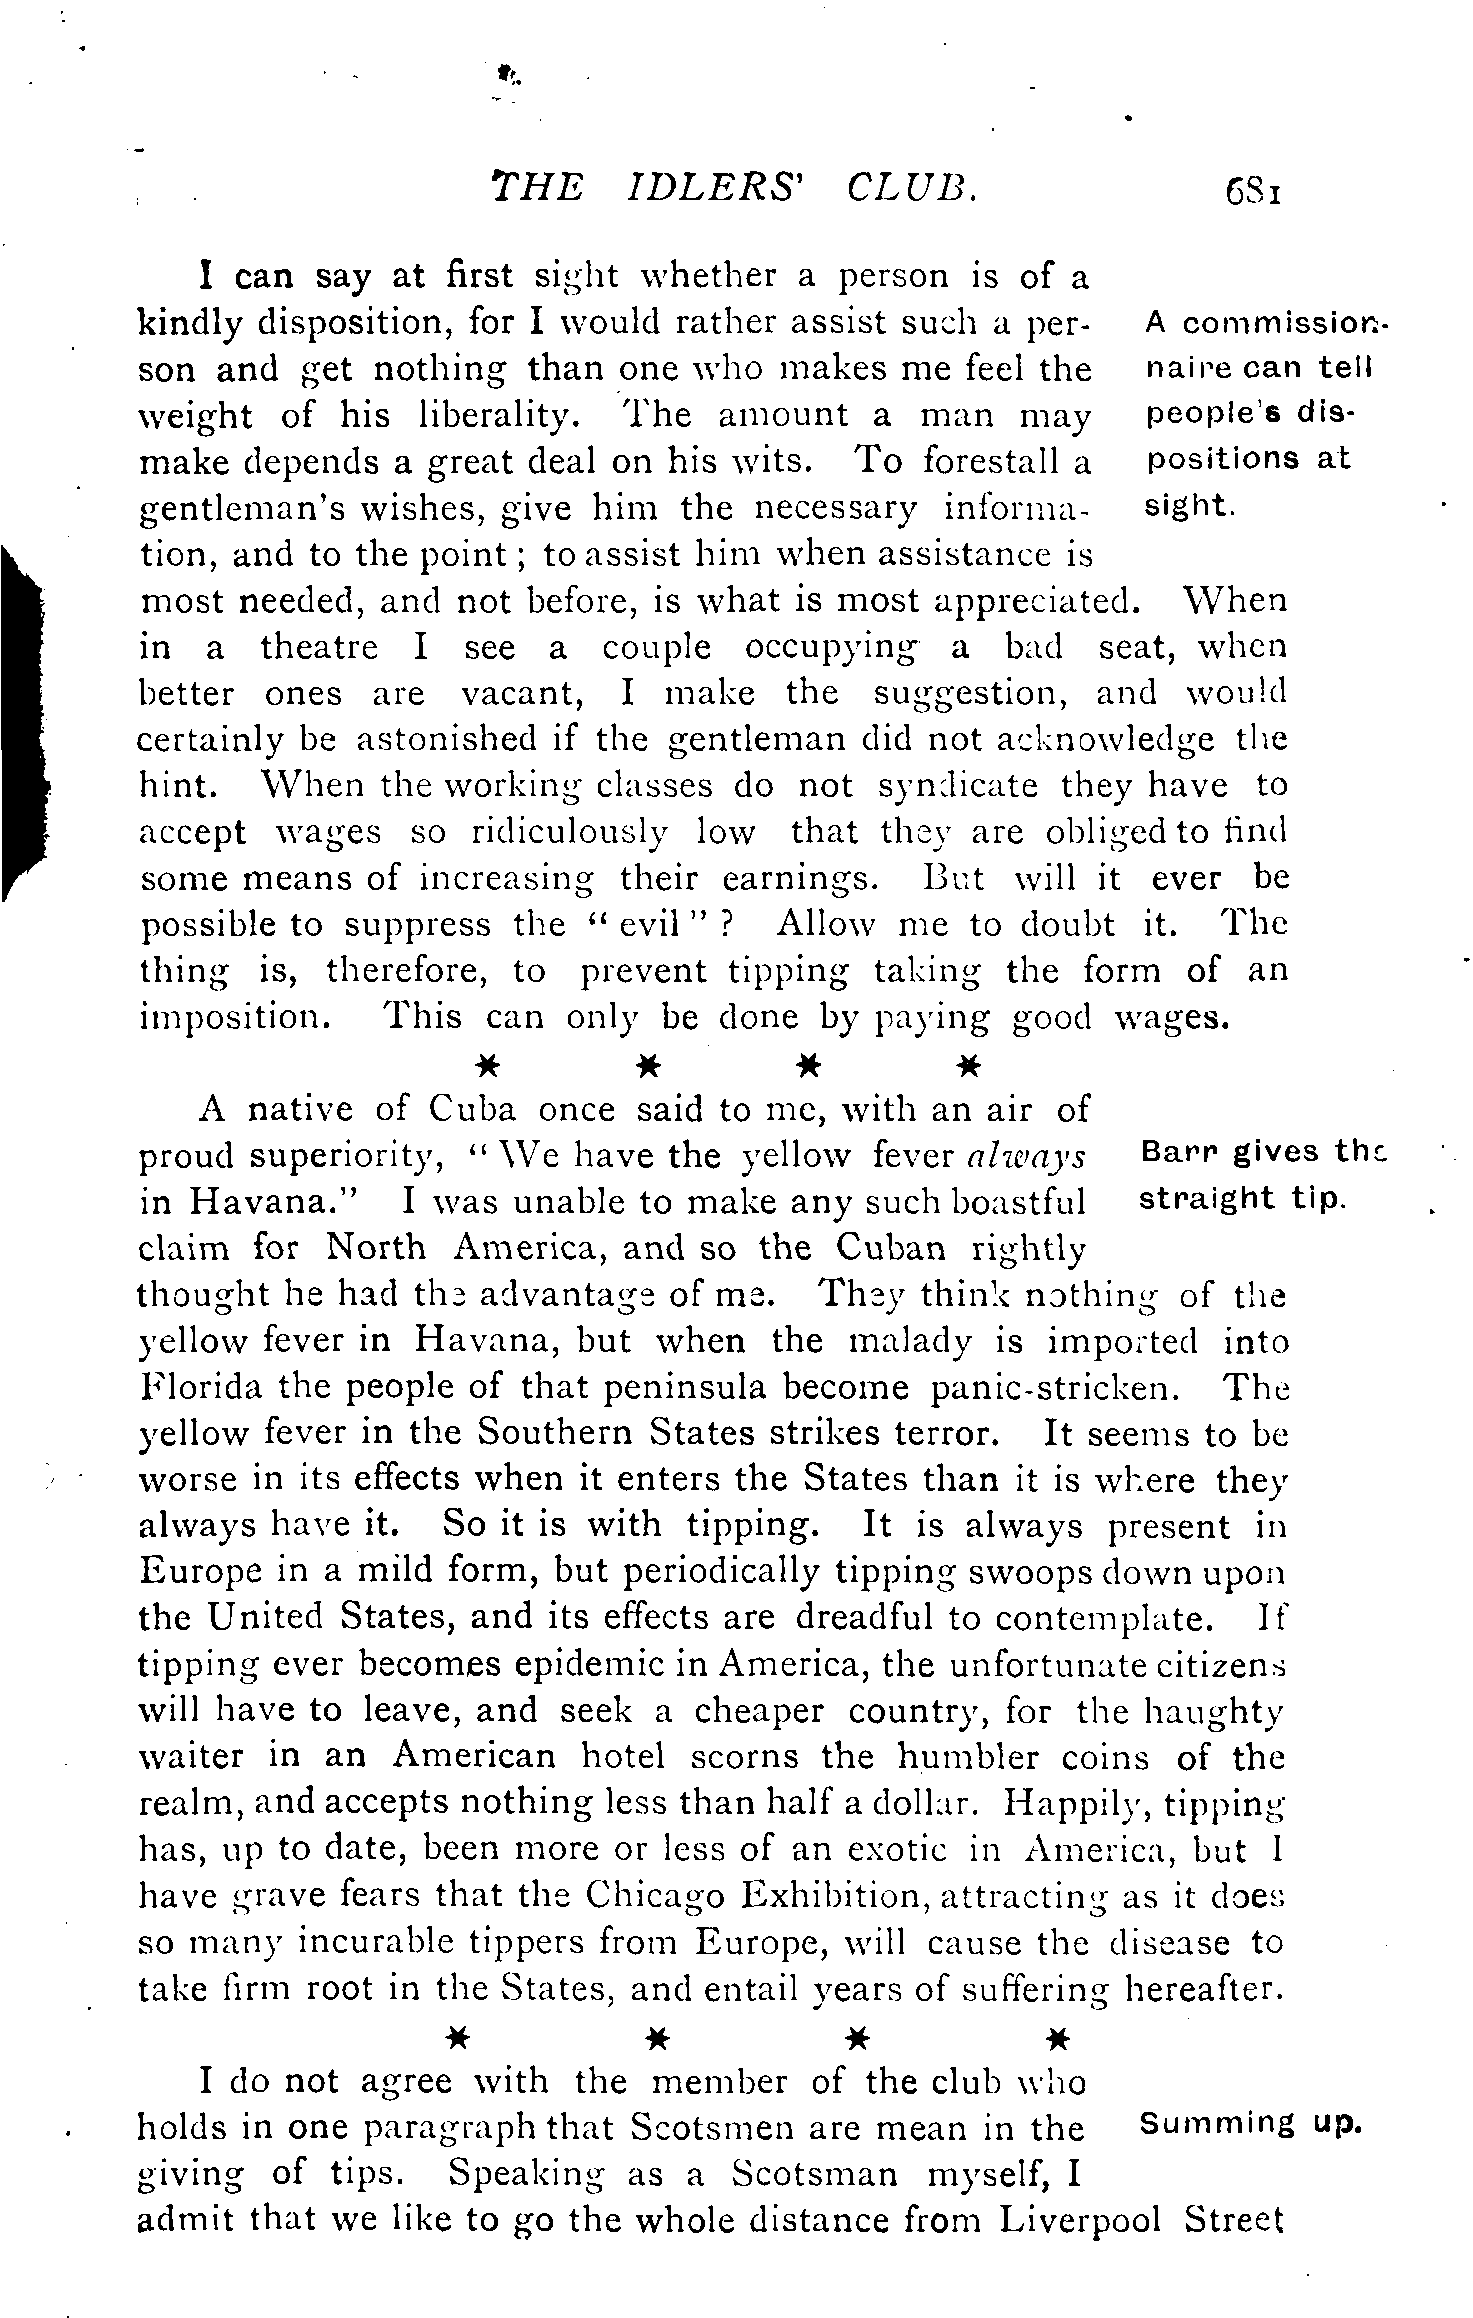 THE IDLERS' CLUB. 681
I can say at first sight whether a person is of a
kindly disposition, for I would rather assist such a per-
son and get nothing than one who makes me feel the
weight of his liberality. The amount a man may
make depends a great deal on his wits. To forestall a
gentleman's wishes, give him the necessary informa-
tion, and to the point; to assist him when assistance is
A commission-
naire can tell
people's dis-
positions at
sight.
most needed, and not before, is what is most appreciated. When
in a theatre I see a couple occupying a bad seat, when
better ones are vacant, I make the suggestion, and would
certainly be astonished if the gentleman did not acknowledge the
hint. When the working classes do not syndicate they have to
accept wages so ridiculously low that they are obliged to find
some means of increasing their earnings. But will it ever be
possible to suppress the "evil"? Allow me to doubt it. The
thing is, therefore, to prevent tipping taking the form of an
imposition. This can only be done by paying good wages.
* * * *
A native of Cuba once said to me, with an air of
proud superiority, "We have the yellow fever always
in Havana." I was unable to make any such boastful
claim for North America, and so the Cuban rightly
Barr gives the
straight tip.
thought he had the advantage of me. They think nothing of the
yellow fever in Havana, but when the malady is imported into
Florida the people of that peninsula become panic-stricken. The
yellow fever in the Southern States strikes terror. It seems to be
worse in its effects when it enters the States than it is where they
always have it. So it is with tipping. It is always present in
Europe in a mild form, but periodically tipping swoops down upon
the United States, and its effects are dreadful to contemplate. If
tipping ever becomes epidemic in America, the unfortunate citizens
will have to leave, and seek a cheaper country, for the haughty
waiter in an American hotel scorns the humbler coins of the
realm, and accepts nothing less than half a dollar. Happily, tipping
has, up to date, been more or less of an exotic in America, but I
have grave fears that the Chicago Exhibition, attracting as it does
so many incurable tippers from Europe, will cause the disease to
take firm root in the States, and entail years of suffering hereafter.
* * * *
I do not agree with the member of the club who
holds in one paragraph that Scotsmen are mean in the
giving of tips. Speaking as a Scotsman myself, I
Summing up.
admit that we like to go the whole distance from Liverpool Street